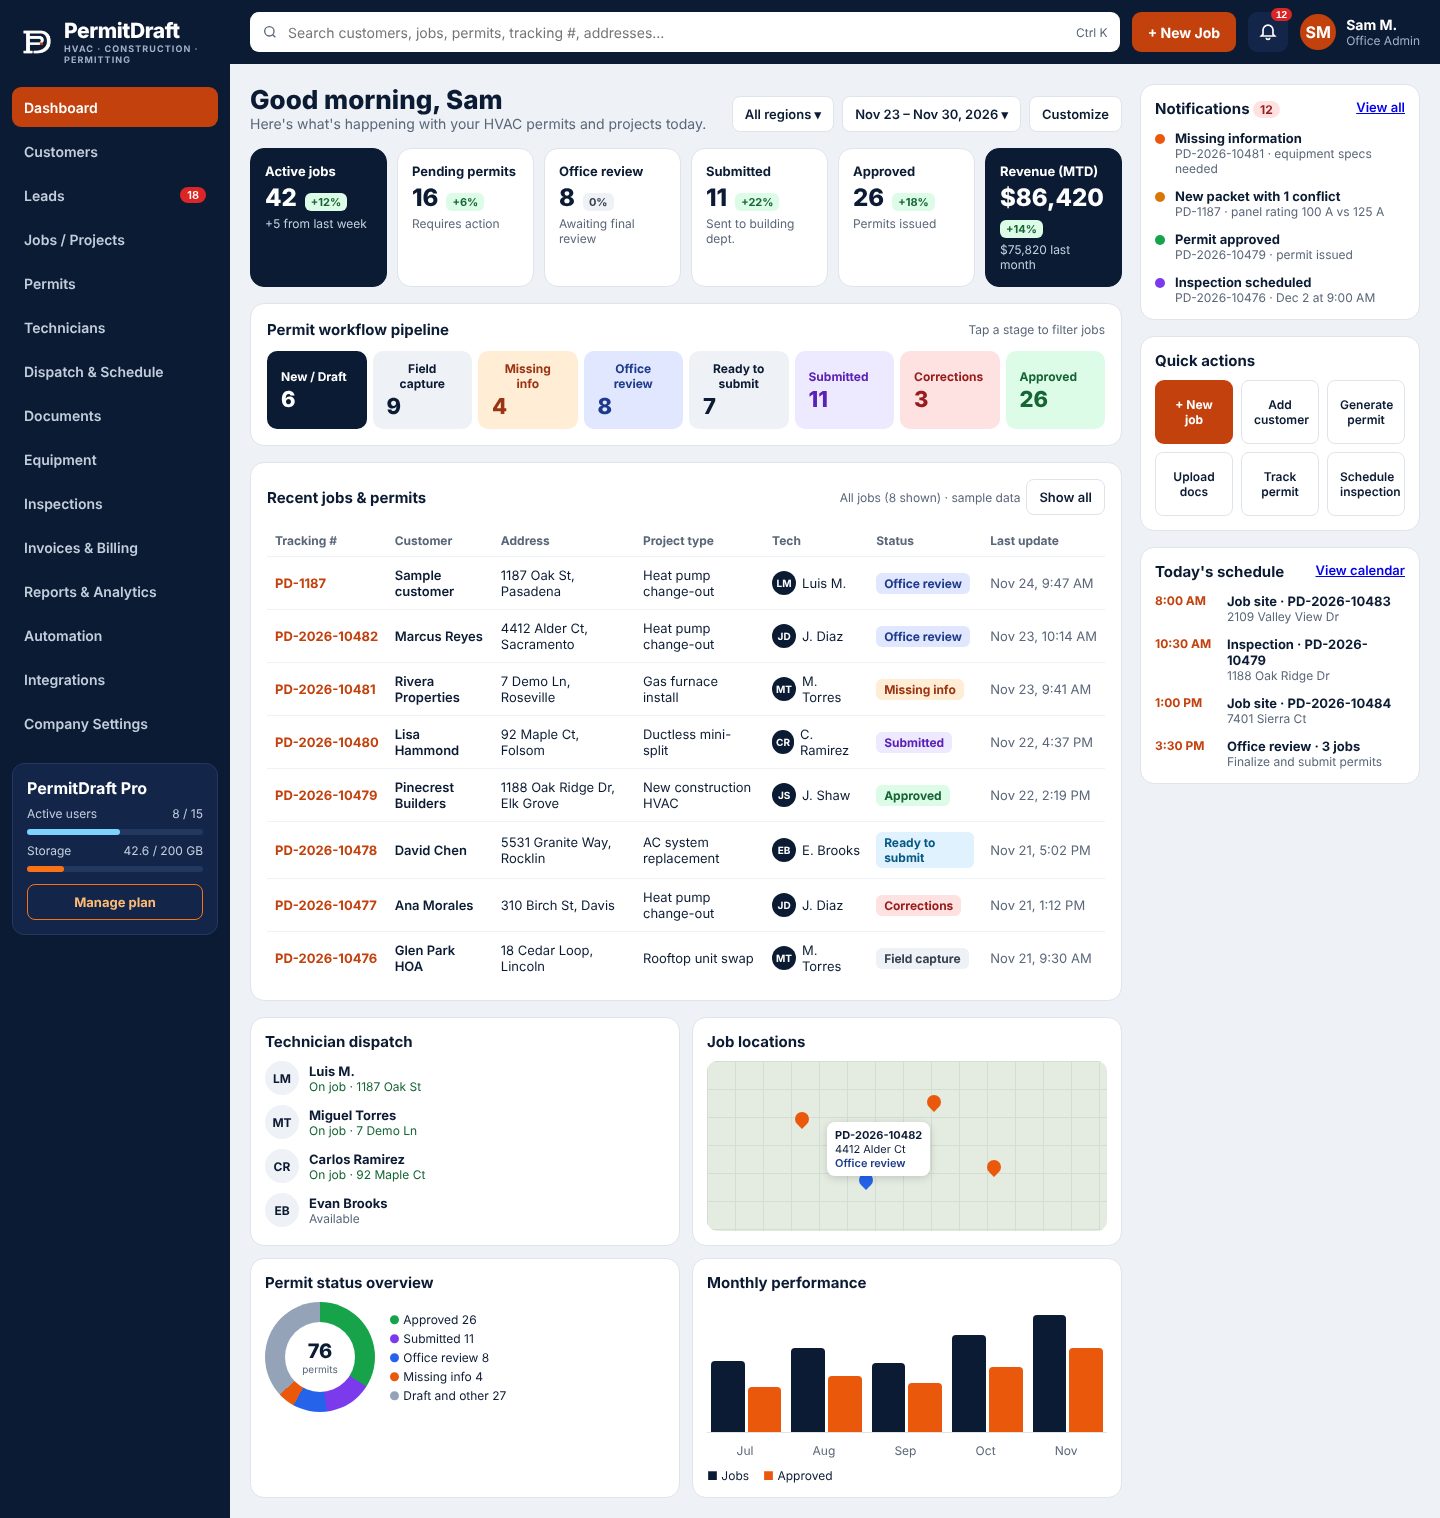 PermitDraft
HVAC · CONSTRUCTION ·
PERMITTING
Dashboard
Customers
Leads 18
Jobs / Projects
Permits
Technicians
Dispatch & Schedule
Documents
Equipment
Inspections
Invoices & Billing
Reports & Analytics
Automation
Integrations
Company Settings
PermitDraft Pro
Active users 8 / 15
Storage 42.6 / 200 GB
Manage plan
Search customers, jobs, permits, tracking #, addresses... Ctrl K
+ New Job
12
SM
Sam M.
Office Admin
Good morning, Sam
Here's what's happening with your HVAC permits and projects today.
All regions ▾
Nov 23 – Nov 30, 2026 ▾
Customize
Active jobs
42 +12%
+5 from last week
Pending permits
16 +6%
Requires action
Office review
8 0%
Awaiting final
review
Submitted
11 +22%
Sent to building
dept.
Approved
26 +18%
Permits issued
Revenue (MTD)
$86,420
+14%
$75,820 last
month
Permit workflow pipeline
Tap a stage to filter jobs
New / Draft
6
Field
capture
9
Missing
info
4
Office
review
8
Ready to
submit
7
Submitted
11
Corrections
3
Approved
26
Recent jobs & permits
All jobs (8 shown) · sample data
Show all
Tracking # Customer Address Project type Tech Status Last update
PD-1187
Sample
customer
1187 Oak St,
Pasadena
Heat pump
change-out
LM Luis M.
Office review
Nov 24, 9:47 AM
PD-2026-10482
Marcus Reyes
4412 Alder Ct,
Sacramento
Heat pump
change-out
JD J. Diaz
Office review
Nov 23, 10:14 AM
PD-2026-10481
Rivera
Properties
7 Demo Ln,
Roseville
Gas furnace
install
MT M.
Torres
Missing info
Nov 23, 9:41 AM
PD-2026-10480
Lisa
Hammond
92 Maple Ct,
Folsom
Ductless mini-
split
CR C.
Ramirez
Submitted
Nov 22, 4:37 PM
PD-2026-10479
Pinecrest
Builders
1188 Oak Ridge Dr,
Elk Grove
New construction
HVAC
JS J. Shaw
Approved
Nov 22, 2:19 PM
PD-2026-10478
David Chen
5531 Granite Way,
Rocklin
AC system
replacement
EB E. Brooks
Ready to
submit
Nov 21, 5:02 PM
PD-2026-10477
Ana Morales
310 Birch St, Davis
Heat pump
change-out
JD J. Diaz
Corrections
Nov 21, 1:12 PM
PD-2026-10476
Glen Park
HOA
18 Cedar Loop,
Lincoln
Rooftop unit swap
MT M.
Torres
Field capture
Nov 21, 9:30 AM
Technician dispatch
LM
Luis M.
On job · 1187 Oak St
MT
Miguel Torres
On job · 7 Demo Ln
CR
Carlos Ramirez
On job · 92 Maple Ct
EB
Evan Brooks
Available
Job locations
PD-2026-10482
4412 Alder Ct
Office review
Permit status overview
76
permits
Approved 26
Submitted 11
Office review 8
Missing info 4
Draft and other 27
Monthly performance
Jul Aug Sep Oct Nov
Jobs Approved
Notifications 12
View all
Missing information
PD-2026-10481 · equipment specs
needed
New packet with 1 conflict
PD-1187 · panel rating 100 A vs 125 A
Permit approved
PD-2026-10479 · permit issued
Inspection scheduled
PD-2026-10476 · Dec 2 at 9:00 AM
Quick actions
+ New
job
Add
customer
Generate
permit
Upload
docs
Track
permit
Schedule
inspection
Today's schedule
View calendar
8:00 AM
Job site · PD-2026-10483
2109 Valley View Dr
10:30 AM
Inspection · PD-2026-
10479
1188 Oak Ridge Dr
1:00 PM
Job site · PD-2026-10484
7401 Sierra Ct
3:30 PM
Office review · 3 jobs
Finalize and submit permits